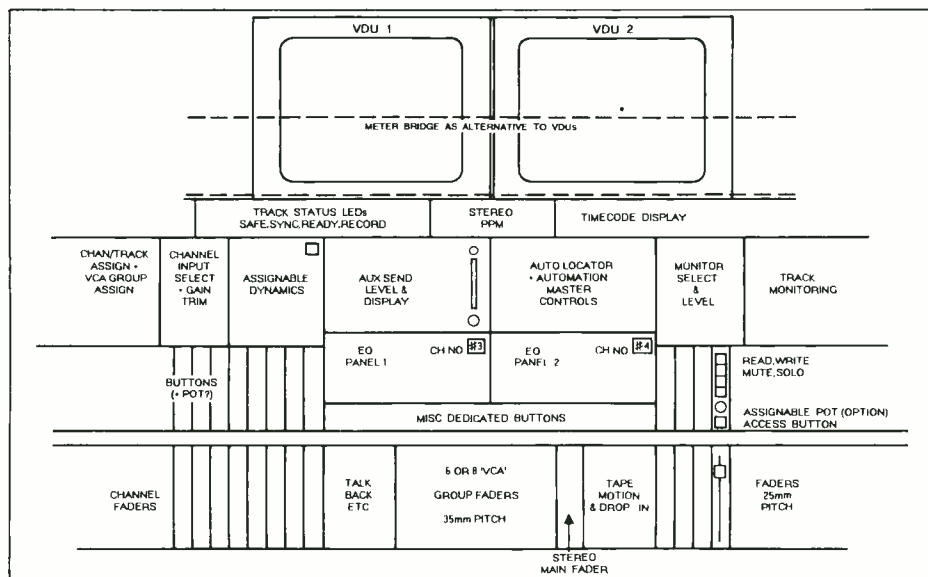 VDU 1
VDU 2
METER BRIDGE AS ALTERNATIVE TO VDUs
TRACK STATUS LEDs
SAFE,SYNC,READY,RECORD
STEREO
PPM
TIMECODE DISPLAY
CHAN/TRACK
ASSIGN +
VCA GROUP
ASSIGN
CHANNEL
INPUT
SELECT
+ GAIN
TRIM
ASSIGNABLE
DYNAMICS
AUX SEND
LEVEL &
DISPLAY
AUTO LOCATOR
+ AUTOMATION
MASTER
CONTROLS
MONITOR
SELECT
&
LEVEL
TRACK
MONITORING
EQ
PANEL 1
CH NO #3
EQ
PANEL 2
CH NO #4
BUTTONS
(+ POT?)
READ,WRITE
MUTE,SOLO
ASSIGNABLE POT (OPTION)
ACCESS BUTTON
MISC DEDICATED BUTTONS
CHANNEL
FADERS
TALK
BACK
ETC
6 OR 8 'VCA'
GROUP FADERS
35mm PITCH
TAPE
MOTION
& DROP IN
FADERS
25mm
PITCH
STEREO
MAIN FADER